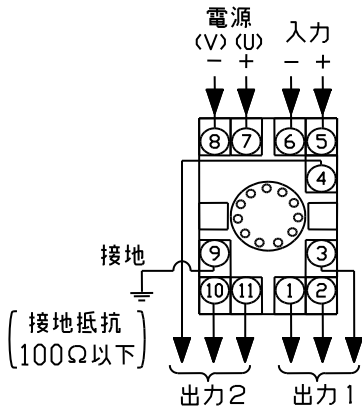 電源
(V) (U)
− +
入力
− +
8 7 6 5
4
9 3
10 11 1 2
接地
接地抵抗
100Ω以下
出力2
出力1